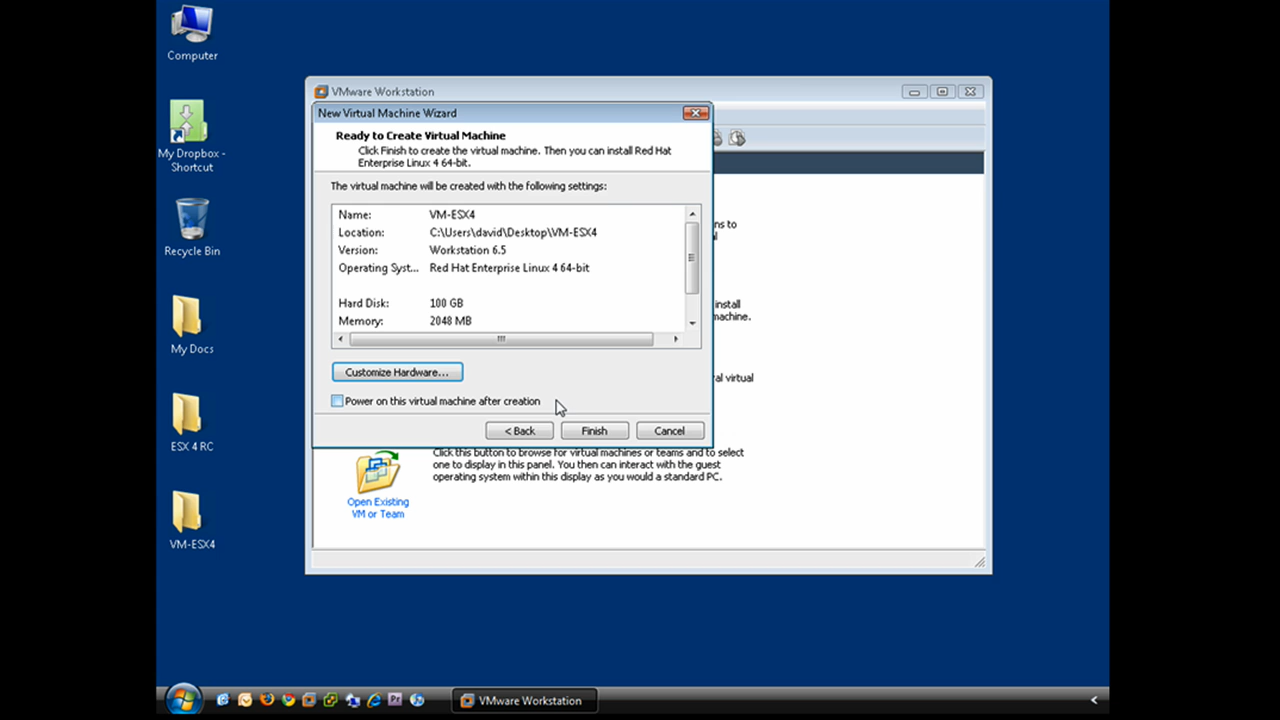 Computer
My Dropbox -
Shortcut
Recycle Bin
My Docs
ESX 4 RC
VM-ESX4
VMware Workstation
New Virtual Machine Wizard
Ready to Create Virtual Machine
Click Finish to create the virtual machine. Then you can install Red Hat
Enterprise Linux 4 64-bit.
The virtual machine will be created with the following settings:
Name: VM-ESX4
Location: C:\Users\david\Desktop\VM-ESX4
Version: Workstation 6.5
Operating Syst... Red Hat Enterprise Linux 4 64-bit
Hard Disk: 100 GB
Memory: 2048 MB
Customize Hardware...
Power on this virtual machine after creation
< Back Finish Cancel
ns to
install
machine.
al virtual
Click this button to browse for virtual machines or teams and to select
one to display in this panel. You then can interact with the guest
operating system within this display as you would a standard PC.
Open Existing
VM or Team
Pr
VMware Workstation